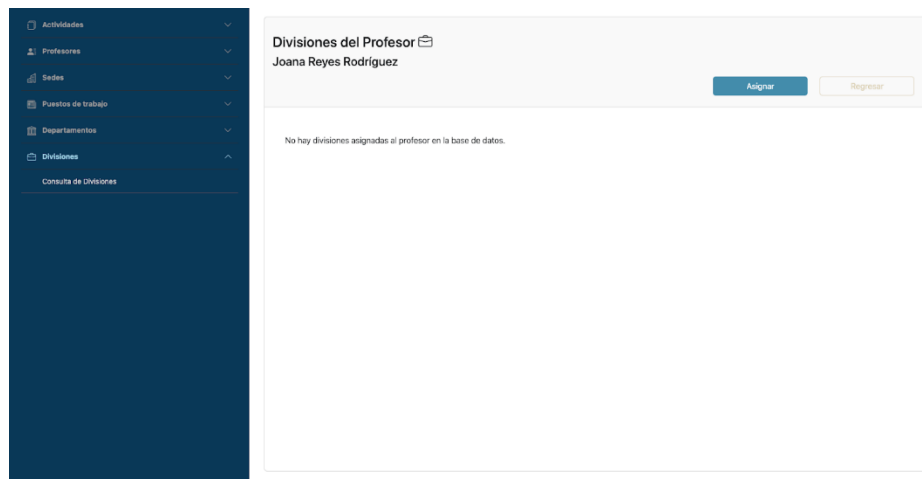 Actividades
Profesores
Sedes
Puestos de trabajo
Departamentos
Divisiones
Consulta de Divisiones
Divisiones del Profesor
Joana Reyes Rodríguez
Asignar
Regresar
No hay divisiones asignadas al profesor en la base de datos.